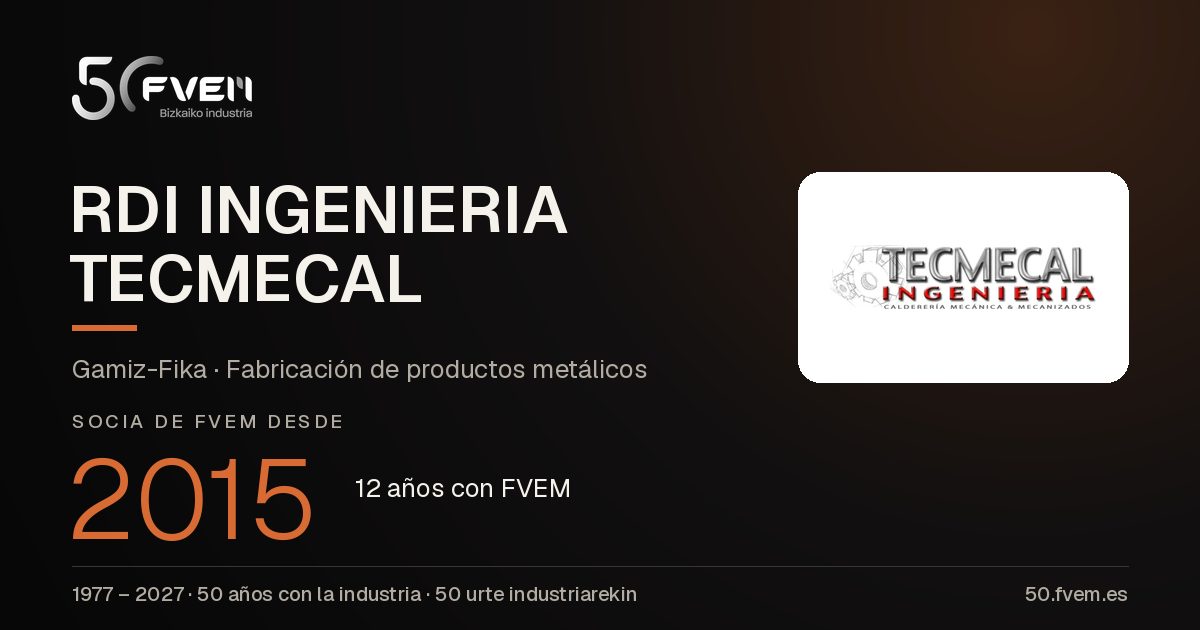 50 FVEM
Bizkaiko industria
RDI INGENIERIA
TECMECAL
TECMECAL
INGENIERIA
CALDERERÍA MECÁNICA & MECANIZADOS
Gamiz-Fika · Fabricación de productos metálicos
SOCIA DE FVEM DESDE
2015
12 años con FVEM
1977 – 2027 · 50 años con la industria · 50 urte industriarekin
50.fvem.es